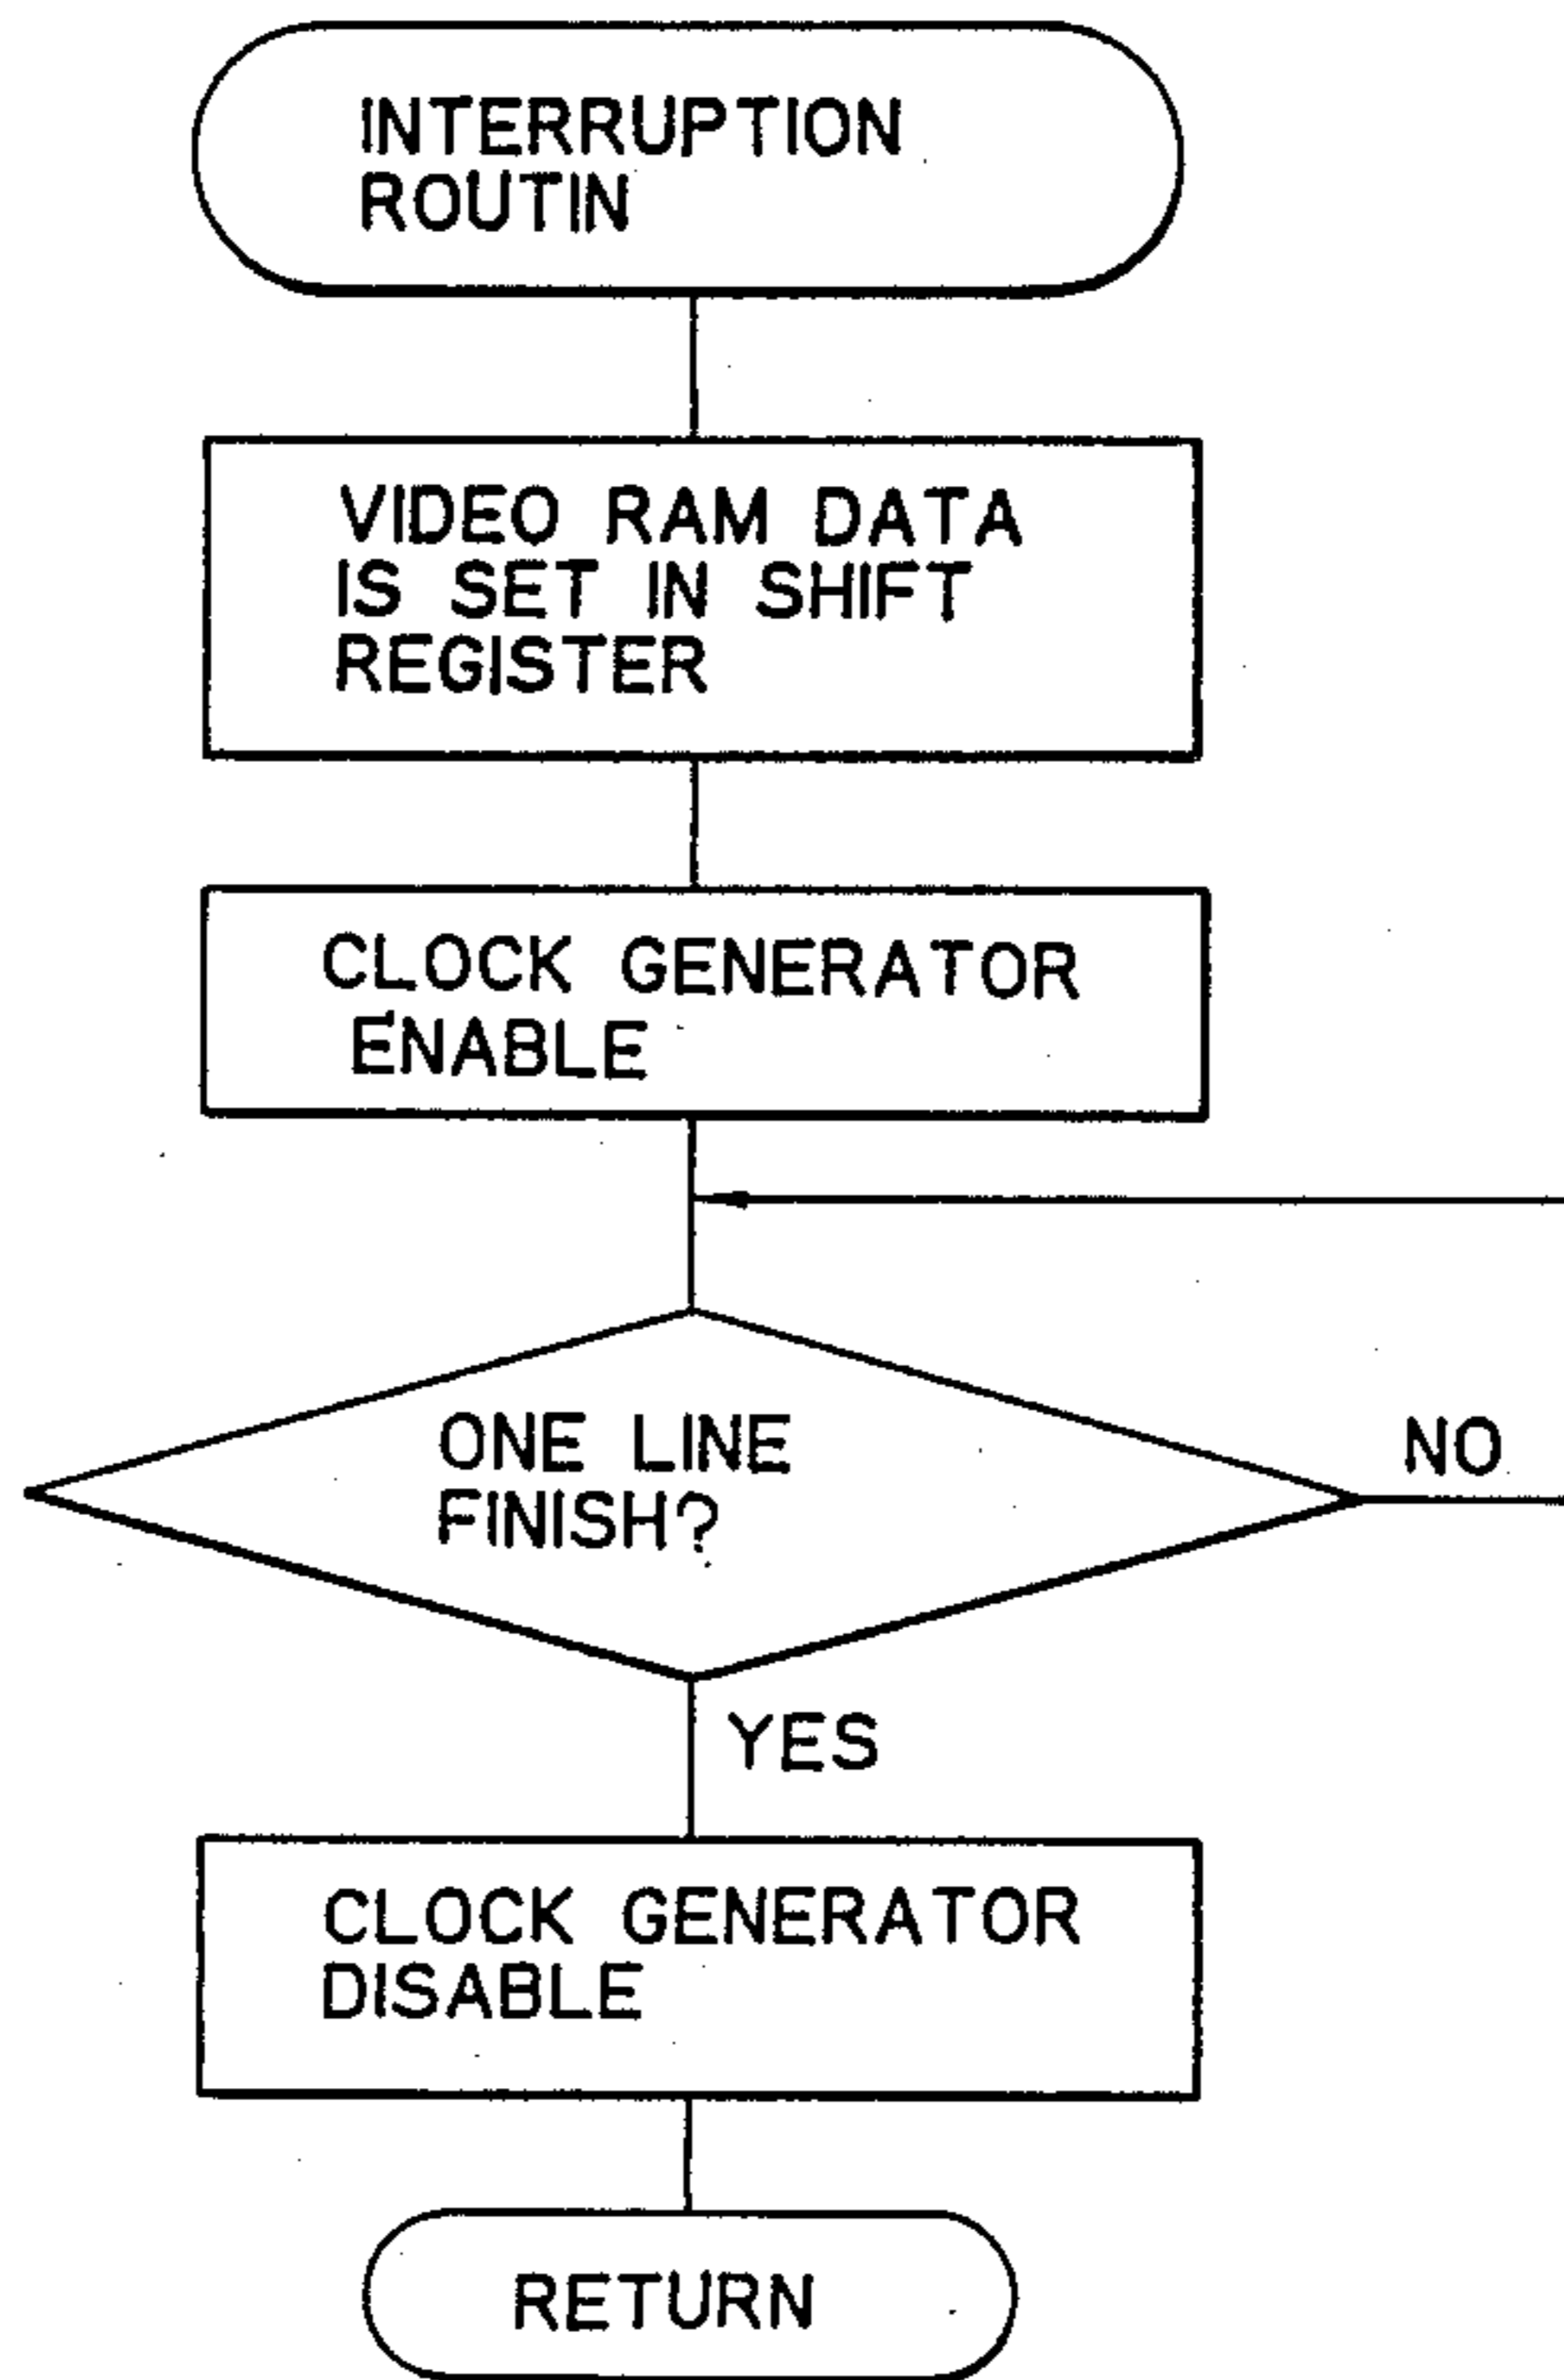 INTERRUPTION
ROUTIN
VIDEO RAM DATA
IS SET IN SHIFT
REGISTER
CLOCK GENERATOR
ENABLE
ONE LINE
FINISH?
NO
YES
CLOCK GENERATOR
DISABLE
RETURN